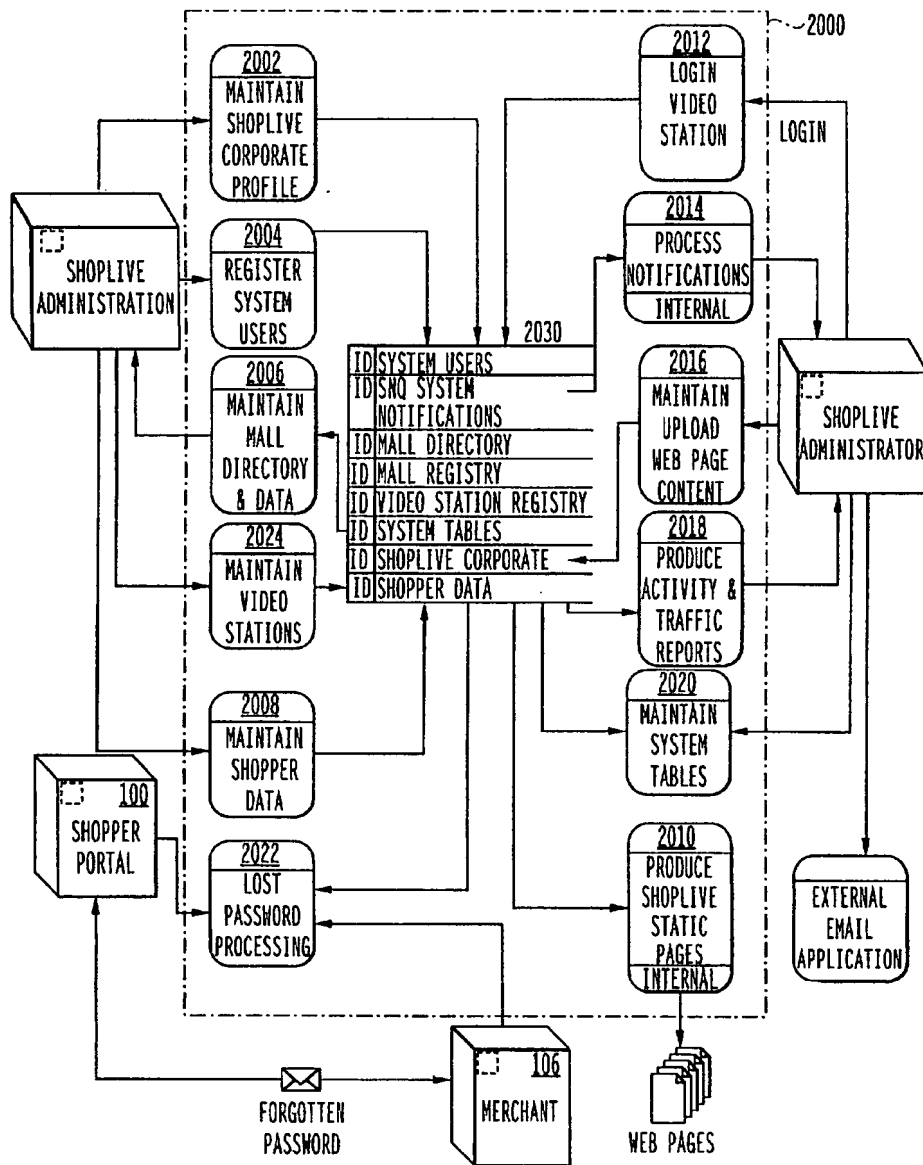 2000
2002
MAINTAIN
SHOPLIVE
CORPORATE
PROFILE
2012
LOGIN
VIDEO
STATION
LOGIN
SHOPLIVE
ADMINISTRATION
2004
REGISTER
SYSTEM
USERS
2014
PROCESS
NOTIFICATIONS
INTERNAL
2030
ID SYSTEM USERS
ID SNQ SYSTEM
NOTIFICATIONS
ID MALL DIRECTORY
ID MALL REGISTRY
ID VIDEO STATION REGISTRY
ID SYSTEM TABLES
ID SHOPLIVE CORPORATE
ID SHOPPER DATA
2006
MAINTAIN
MALL
DIRECTORY
& DATA
2016
MAINTAIN
UPLOAD
WEB PAGE
CONTENT
SHOPLIVE
ADMINISTRATOR
2024
MAINTAIN
VIDEO
STATIONS
2018
PRODUCE
ACTIVITY &
TRAFFIC
REPORTS
2008
MAINTAIN
SHOPPER
DATA
2020
MAINTAIN
SYSTEM
TABLES
100
SHOPPER
PORTAL
2022
LOST
PASSWORD
PROCESSING
2010
PRODUCE
SHOPLIVE
STATIC
PAGES
INTERNAL
EXTERNAL
EMAIL
APPLICATION
FORGOTTEN
PASSWORD
106
MERCHANT
WEB PAGES